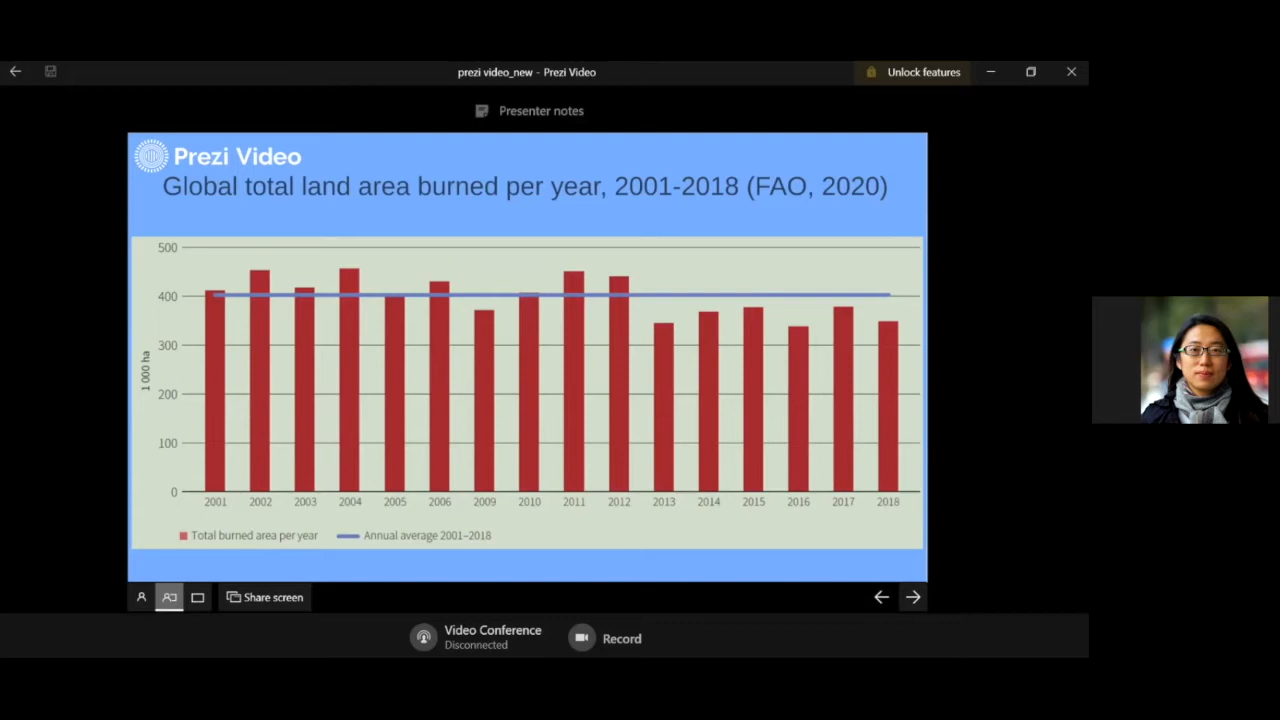 prezi video_new - Prezi Video
Unlock features
Presenter notes
Prezi Video
Global total land area burned per year, 2001-2018 (FAO, 2020)
500
400
300
200
100
0
1 000 ha
2001 2002 2003 2004 2005 2006 2009 2010 2011 2012 2013 2014 2015 2016 2017 2018
Total burned area per year Annual average 2001–2018
Share screen
Video Conference
Disconnected
Record